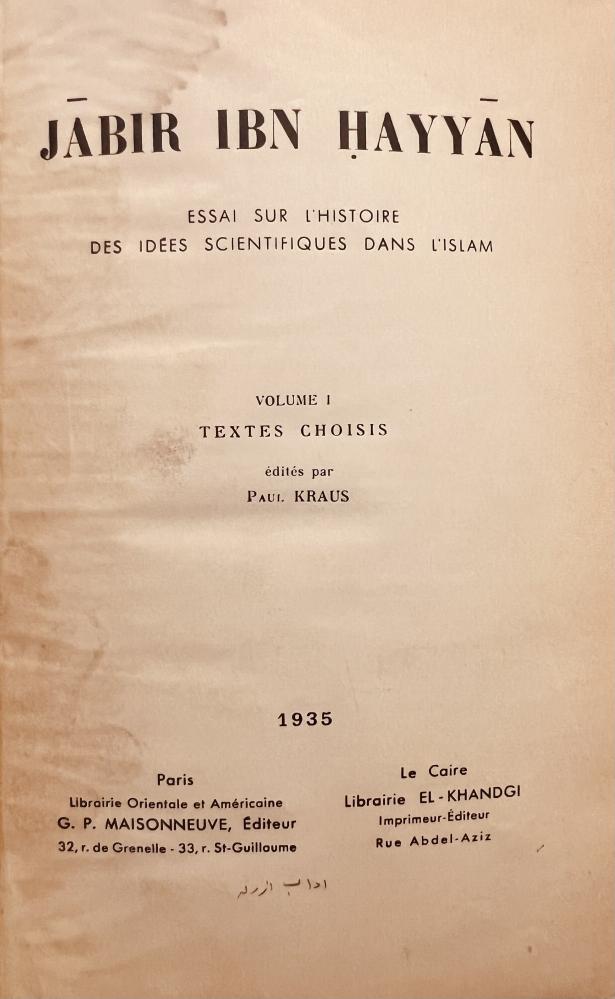 JĀBIR IBN ḤAYYĀN
ESSAI SUR L'HISTOIRE
DES IDÉES SCIENTIFIQUES DANS L'ISLAM
VOLUME I
TEXTES CHOISIS
édités par
PAUL KRAUS
1935
Paris
Librairie Orientale et Américaine
G. P. MAISONNEUVE, Éditeur
32, r. de Grenelle - 33, r. St-Guillaume
Le Caire
Librairie EL-KHANDGI
Imprimeur-Éditeur
Rue Abdel-Aziz